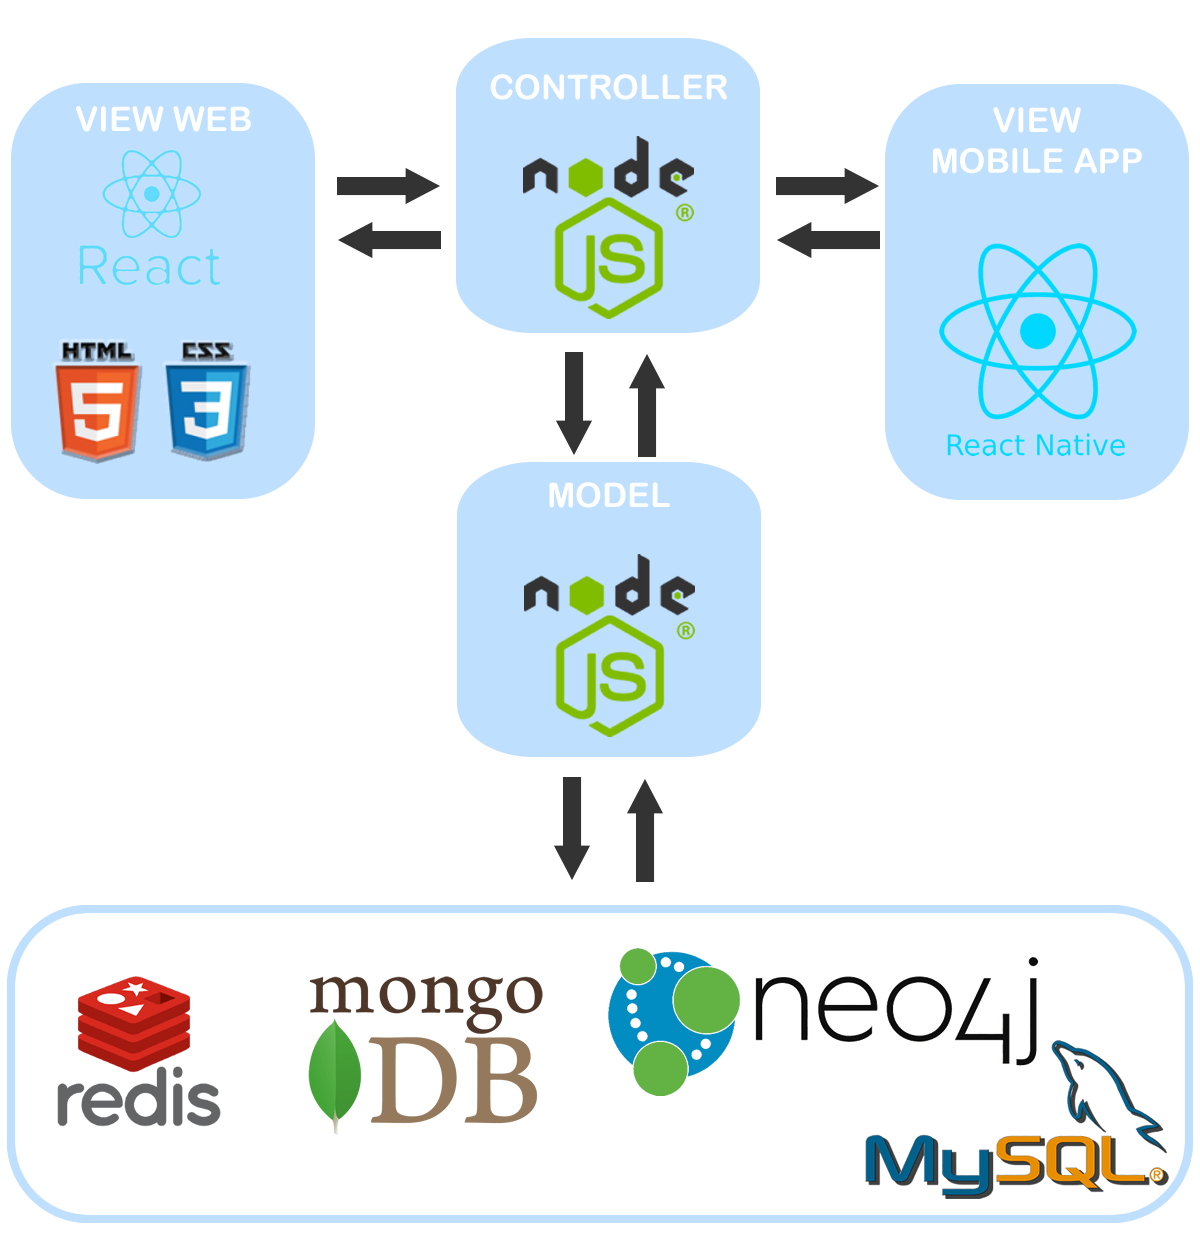 CONTROLLER
VIEW WEB
VIEW
MOBILE APP
node
JS
®
React
HTML
5
CSS
3
React Native
MODEL
node
JS
®
redis
mongo
DB
neo4j
MySQL®